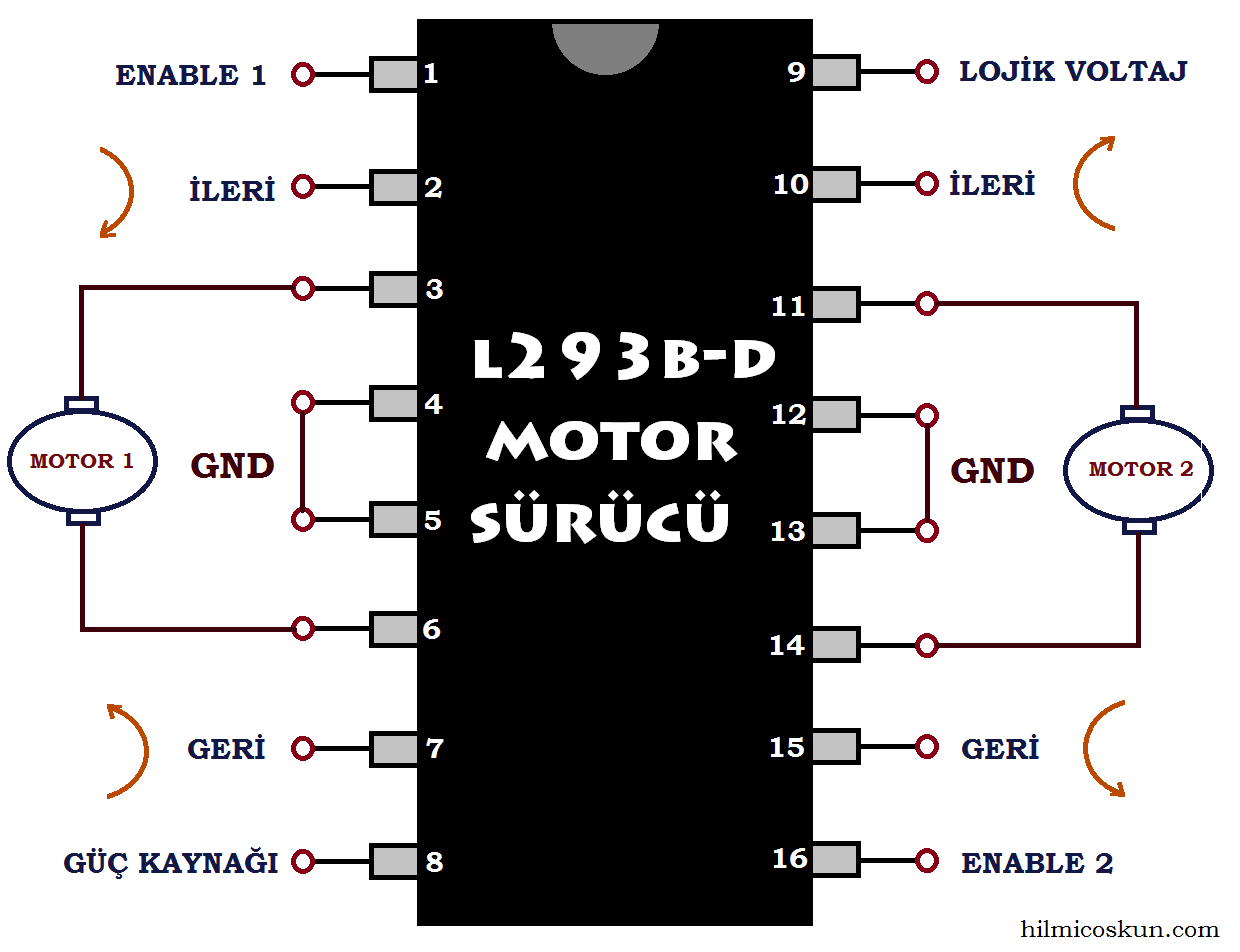 ENABLE 1
1
9
LOJİK VOLTAJ
İLERİ
2
10
İLERİ
3
11
L293B-D
MOTOR
SÜRÜCÜ
4
12
MOTOR 1
GND
GND
MOTOR 2
5
13
6
14
GERİ
7
15
GERİ
GÜÇ KAYNAĞI
8
16
ENABLE 2
hilmicoskun.com